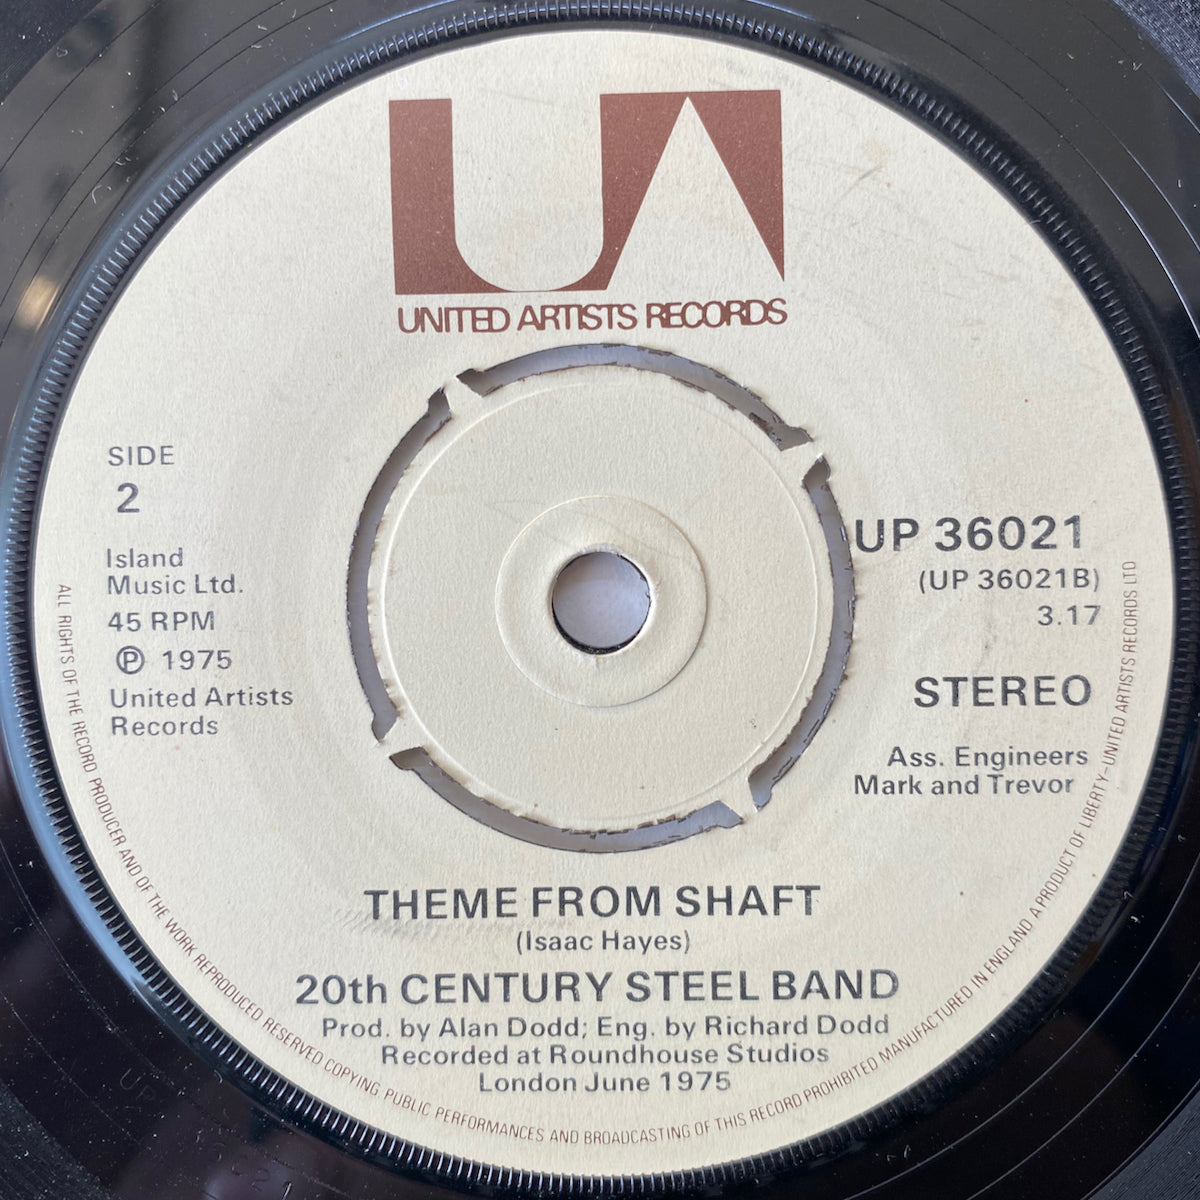 UA
UNITED ARTISTS RECORDS
SIDE
2
Island
Music Ltd.
45 RPM
Ⓟ 1975
United Artists
Records
UP 36021
(UP 36021B)
3.17
STEREO
Ass. Engineers
Mark and Trevor
THEME FROM SHAFT
(Isaac Hayes)
20th CENTURY STEEL BAND
Prod. by Alan Dodd; Eng. by Richard Dodd
Recorded at Roundhouse Studios
London June 1975
ALL RIGHTS OF THE RECORD PRODUCER AND OF THE WORK REPRODUCED RESERVED COPYING PUBLIC PERFORMANCES AND BROADCASTING OF THIS RECORD PROHIBITED MANUFACTURED IN ENGLAND A PRODUCT OF LIBERTY–UNITED ARTISTS RECORDS LTD